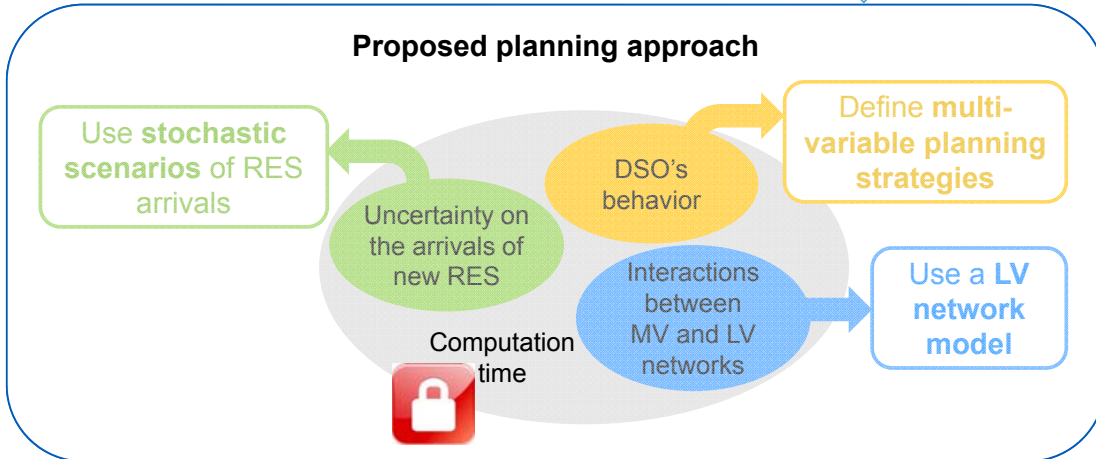 Proposed planning approach
Use stochastic
scenarios of RES
arrivals
Define multi-
variable planning
strategies
DSO's
behavior
Uncertainty on
the arrivals of
new RES
Interactions
between
MV and LV
networks
Use a LV
network
model
Computation
time